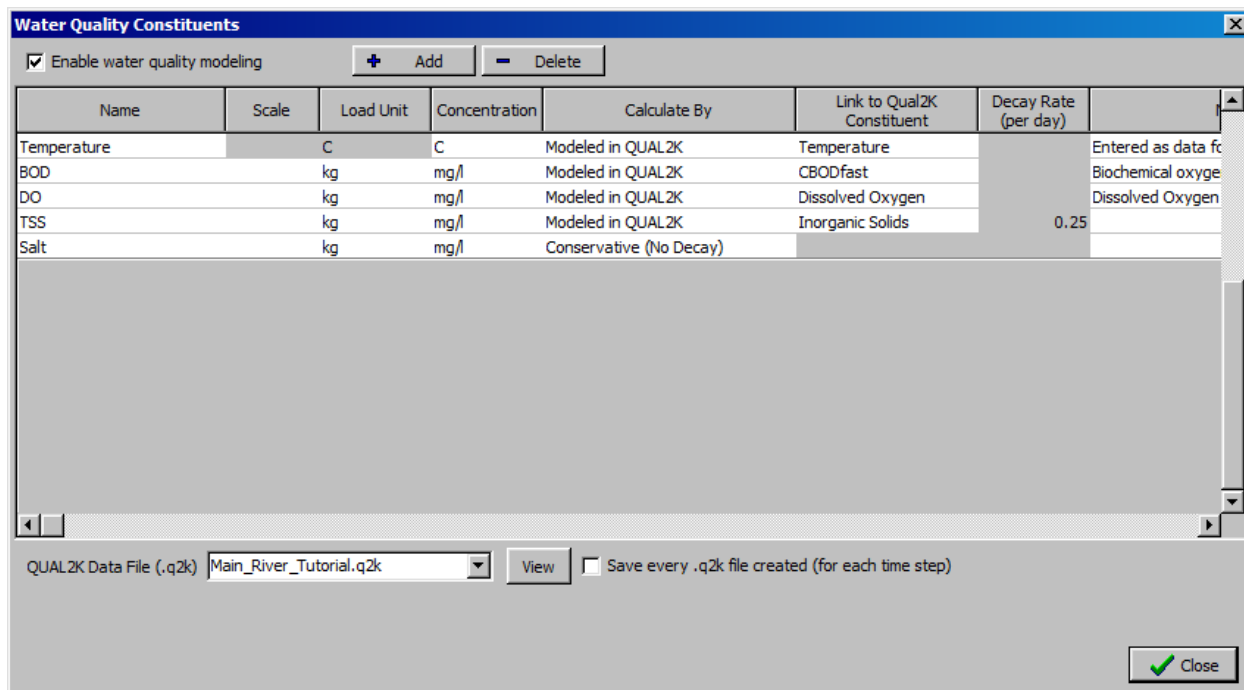 Water Quality Constituents
Enable water quality modeling Add Delete
Name Scale Load Unit Concentration Calculate By Link to Qual2K Constituent Decay Rate (per day)
Temperature C C Modeled in QUAL2K Temperature Entered as data fo
BOD kg mg/l Modeled in QUAL2K CBODfast Biochemical oxyge
DO kg mg/l Modeled in QUAL2K Dissolved Oxygen Dissolved Oxygen
TSS kg mg/l Modeled in QUAL2K Inorganic Solids 0.25
Salt kg mg/l Conservative (No Decay)
QUAL2K Data File (.q2k) Main_River_Tutorial.q2k View Save every .q2k file created (for each time step)
Close